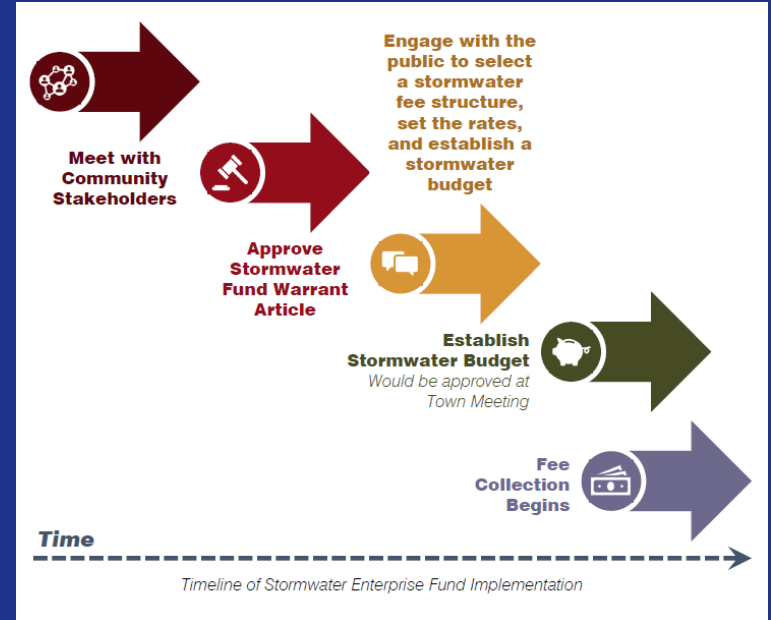 Engage with the
public to select
a stormwater
fee structure,
set the rates,
and establish a
stormwater
budget
Meet with
Community
Stakeholders
Approve
Stormwater
Fund Warrant
Article
Establish
Stormwater Budget
Would be approved at
Town Meeting
Fee
Collection
Begins
Time
Timeline of Stormwater Enterprise Fund Implementation